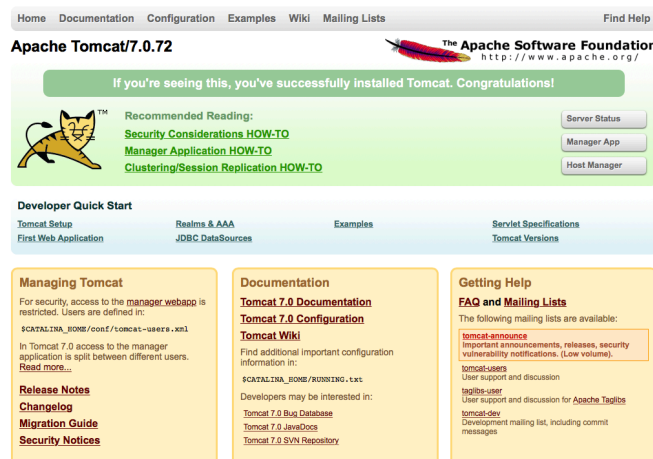 Home Documentation Configuration Examples Wiki Mailing Lists Find Help
Apache Tomcat/7.0.72
The Apache Software Foundation
http://www.apache.org/
If you're seeing this, you've successfully installed Tomcat. Congratulations!
TM
Recommended Reading:
Security Considerations HOW-TO
Manager Application HOW-TO
Clustering/Session Replication HOW-TO
Server Status
Manager App
Host Manager
Developer Quick Start
Tomcat Setup
First Web Application
Realms & AAA
JDBC DataSources
Examples
Servlet Specifications
Tomcat Versions
Managing Tomcat
For security, access to the manager webapp is
restricted. Users are defined in:
$CATALINA_HOME/conf/tomcat-users.xml
In Tomcat 7.0 access to the manager
application is split between different users.
Read more...
Release Notes
Changelog
Migration Guide
Security Notices
Documentation
Tomcat 7.0 Documentation
Tomcat 7.0 Configuration
Tomcat Wiki
Find additional important configuration
information in:
$CATALINA_HOME/RUNNING.txt
Developers may be interested in:
Tomcat 7.0 Bug Database
Tomcat 7.0 JavaDocs
Tomcat 7.0 SVN Repository
Getting Help
FAQ and Mailing Lists
The following mailing lists are available:
tomcat-announce
Important announcements, releases, security
vulnerability notifications. (Low volume).
tomcat-users
User support and discussion
taglibs-user
User support and discussion for Apache Taglibs
tomcat-dev
Development mailing list, including commit
messages